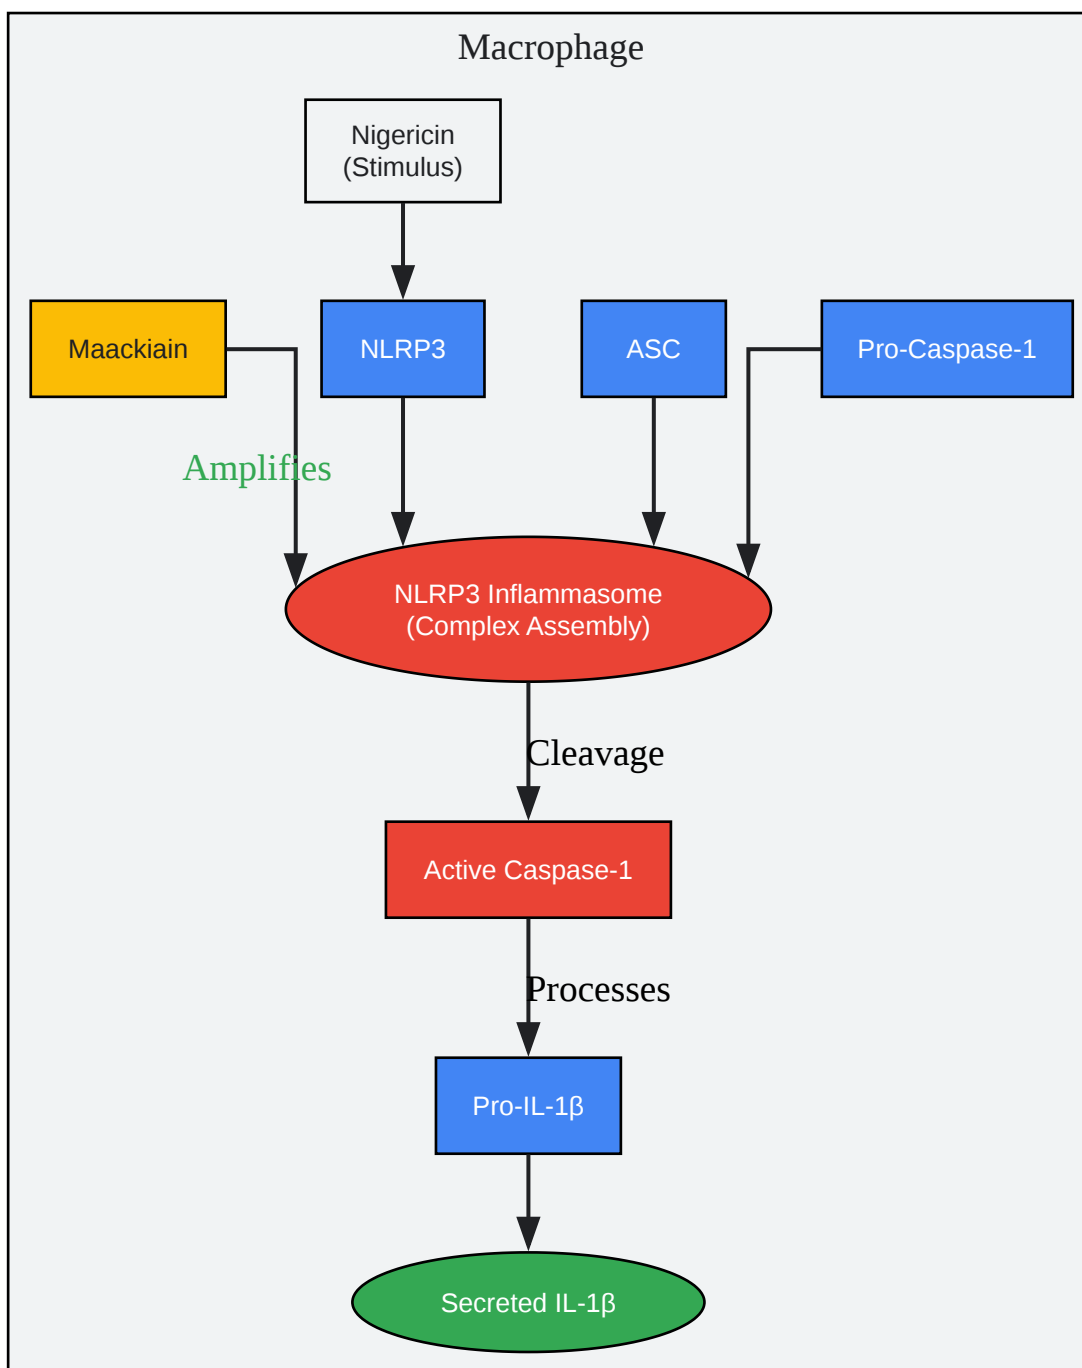 Macrophage
Nigericin
(Stimulus)
Maackiain
NLRP3
ASC
Pro-Caspase-1
Amplifies
NLRP3 Inflammasome
(Complex Assembly)
Cleavage
Active Caspase-1
Processes
Pro-IL-1β
Secreted IL-1β